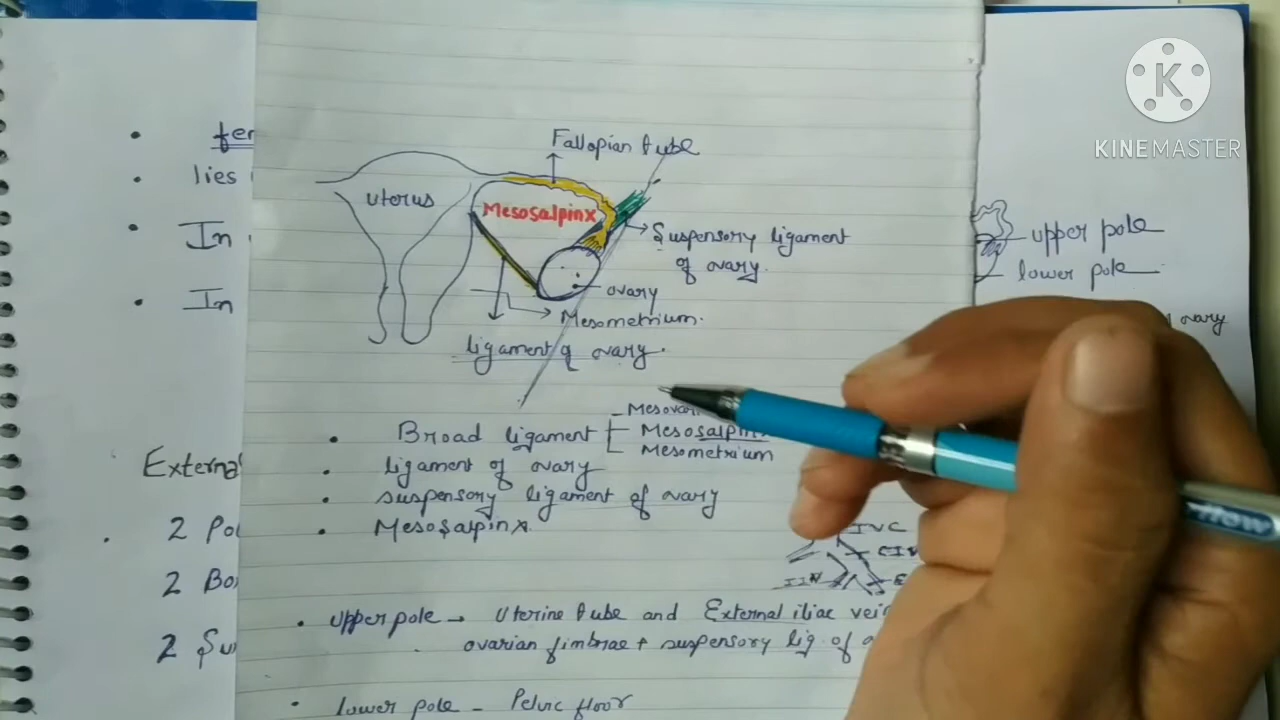 KINEMASTER
Fallopian tube
uterus
Mesosalpinx
Suspensory ligament
of ovary
ovary
Mesometrium
ligament of ovary
Broad ligament
Mesosalpinx
Mesometrium
ligament of ovary
suspensory ligament of ovary
Mesosalpinx
upper pole → Uterine tube and External iliac vein
ovarian fimbrae + suspensory lig. of
lower pole - Pelvic floor
lies
In
In
External
2
2
2
upper pole
lower pole
ovary
IVC